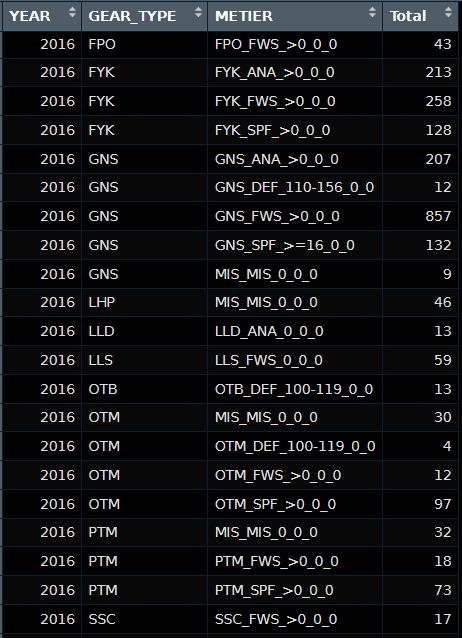 YEAR GEAR_TYPE METIER Total
2016 FPO FPO_FWS_>0_0_0 43
2016 FYK FYK_ANA_>0_0_0 213
2016 FYK FYK_FWS_>0_0_0 258
2016 FYK FYK_SPF_>0_0_0 128
2016 GNS GNS_ANA_>0_0_0 207
2016 GNS GNS_DEF_110-156_0_0 12
2016 GNS GNS_FWS_>0_0_0 857
2016 GNS GNS_SPF_>=16_0_0 132
2016 GNS MIS_MIS_0_0_0 9
2016 LHP MIS_MIS_0_0_0 46
2016 LLD LLD_ANA_0_0_0 13
2016 LLS LLS_FWS_0_0_0 59
2016 OTB OTB_DEF_100-119_0_0 13
2016 OTM MIS_MIS_0_0_0 30
2016 OTM OTM_DEF_100-119_0_0 4
2016 OTM OTM_FWS_>0_0_0 12
2016 OTM OTM_SPF_>0_0_0 97
2016 PTM MIS_MIS_0_0_0 32
2016 PTM PTM_FWS_>0_0_0 18
2016 PTM PTM_SPF_>0_0_0 73
2016 SSC SSC_FWS_>0_0_0 17